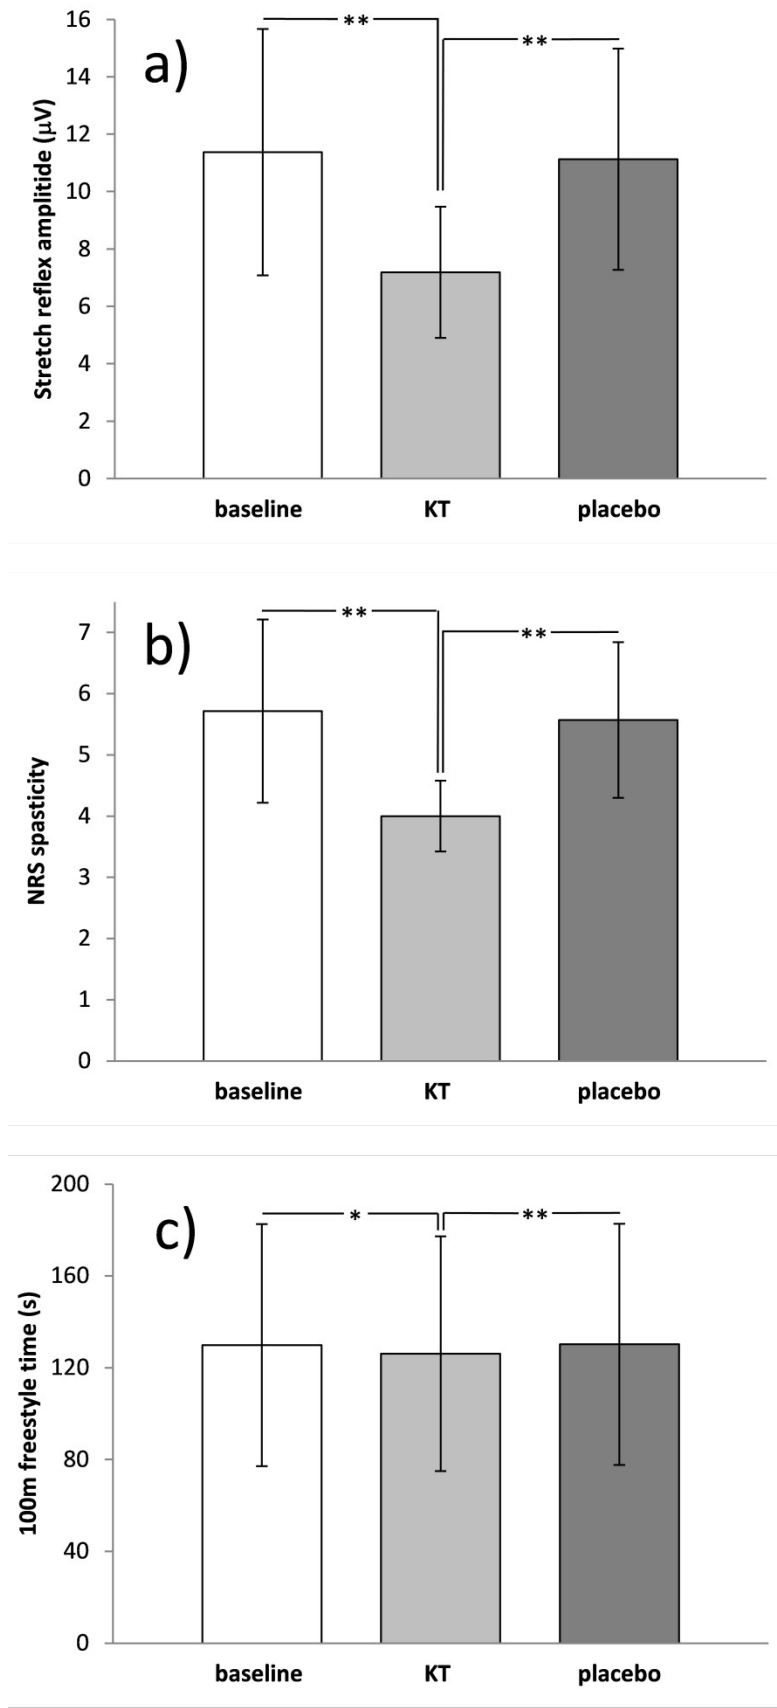 a)
Stretch reflex amplitide (µV)
16
14
12
10
8
6
4
2
0
** **
baseline KT placebo
b)
NRS spasticity
7
6
5
4
3
2
1
0
** **
baseline KT placebo
c)
100m freestyle time (s)
200
160
120
80
40
0
* **
baseline KT placebo